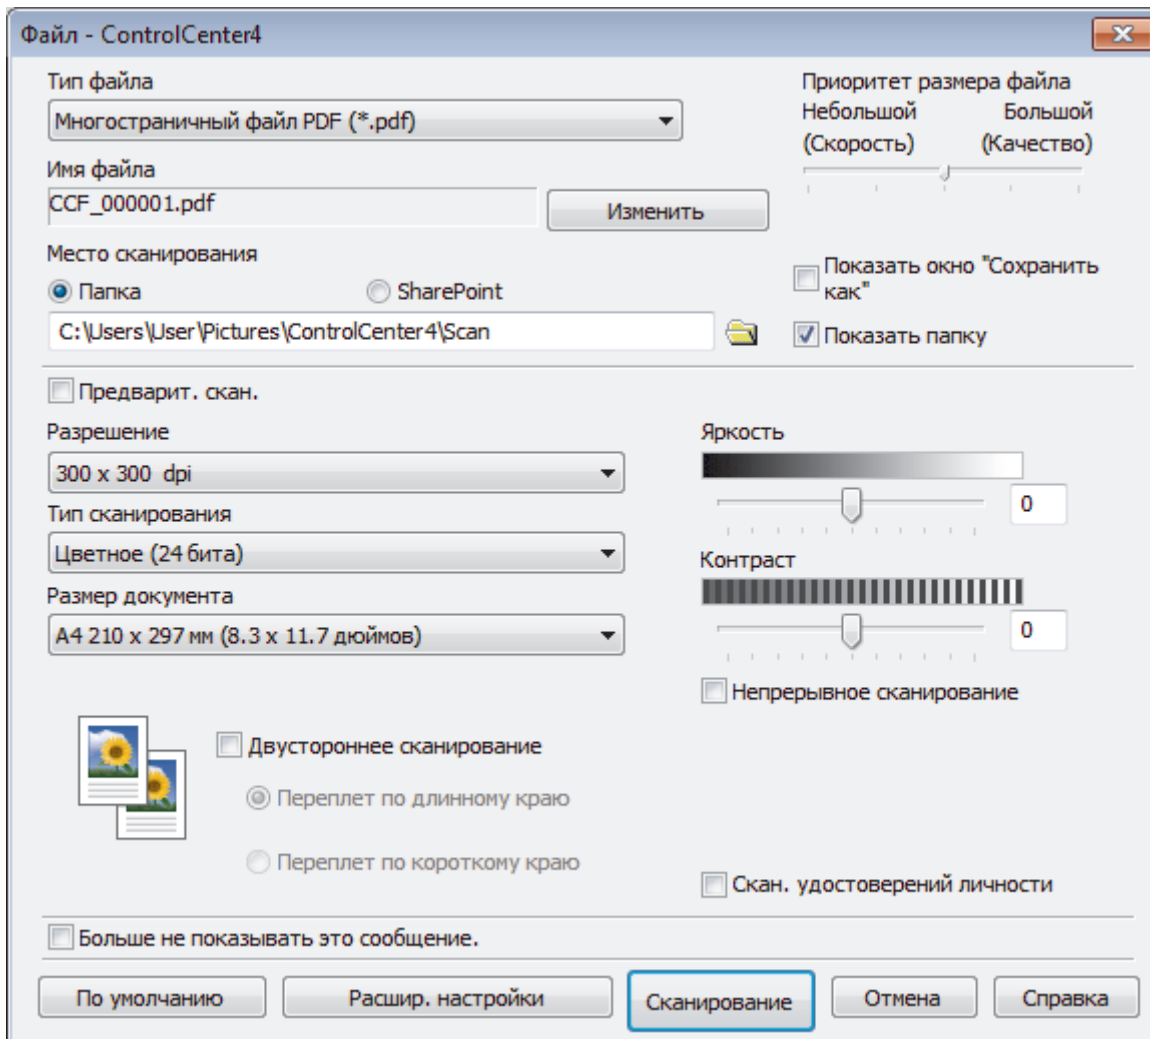 Файл - ControlCenter4
Тип файла
Многостраничный файл PDF (*.pdf)
Приоритет размера файла
Небольшой Большой
(Скорость) (Качество)
Имя файла
CCF_000001.pdf
Изменить
Место сканирования
Папка SharePoint
C:\Users\User\Pictures\ControlCenter4\Scan
Показать окно "Сохранить
как"
Показать папку
Предварит. скан.
Разрешение
300 x 300 dpi
Тип сканирования
Цветное (24 бита)
Размер документа
A4 210 x 297 мм (8.3 x 11.7 дюймов)
Яркость
0
Контраст
0
Непрерывное сканирование
Двустороннее сканирование
Переплет по длинному краю
Переплет по короткому краю
Скан. удостоверений личности
Больше не показывать это сообщение.
По умолчанию Расшир. настройки Сканирование Отмена Справка